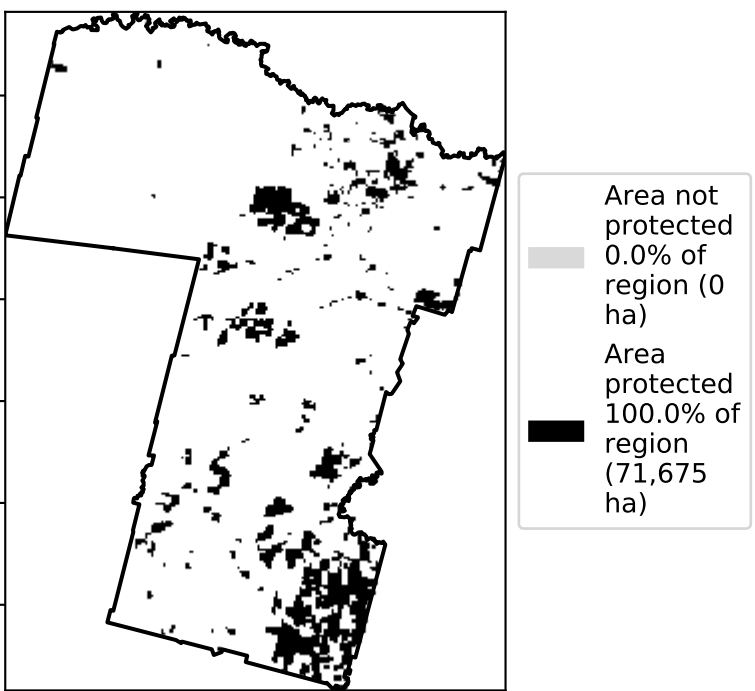 Area not
protected
0.0% of
region (0
ha)
Area
protected
100.0% of
region
(71,675
ha)